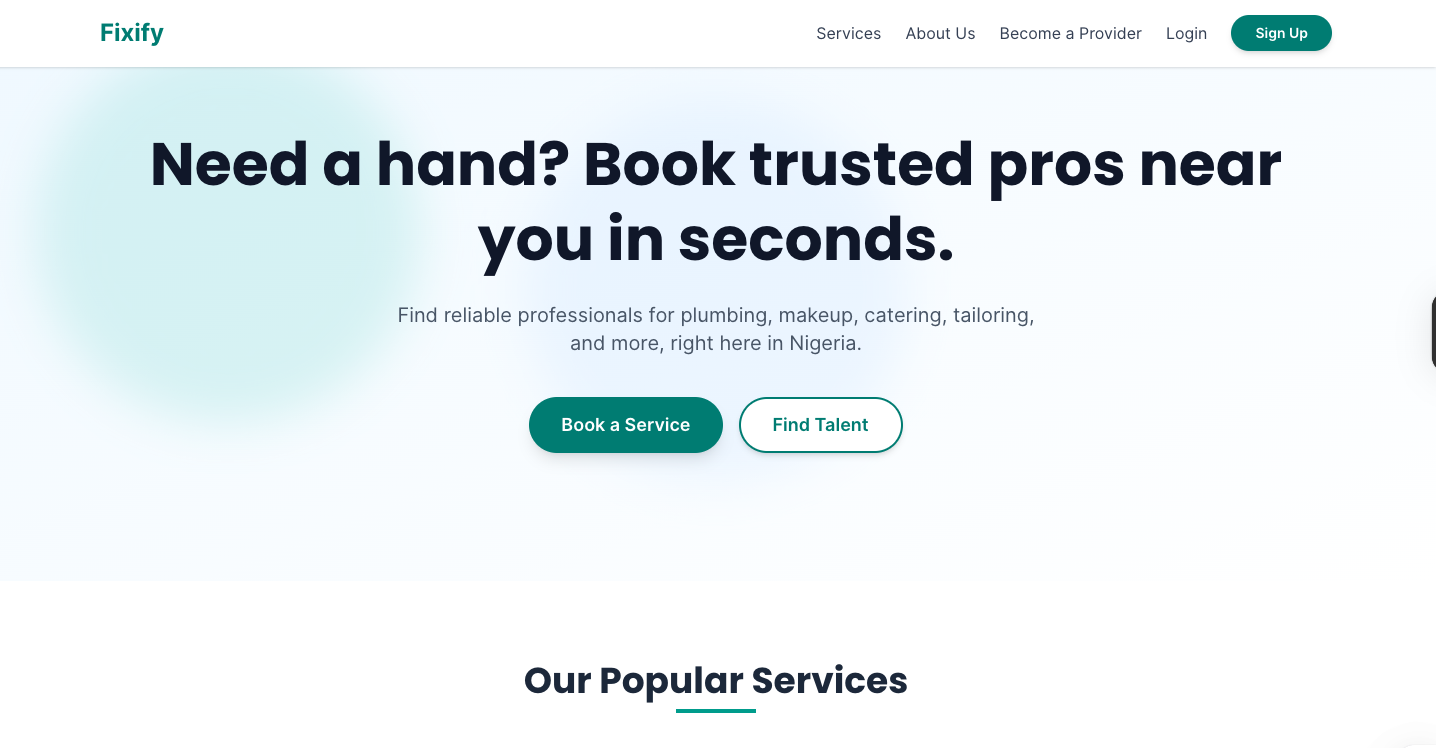 Fixify
Services
About Us
Become a Provider
Login
Sign Up
Need a hand? Book trusted pros near
you in seconds.
Find reliable professionals for plumbing, makeup, catering, tailoring,
and more, right here in Nigeria.
Book a Service
Find Talent
Our Popular Services